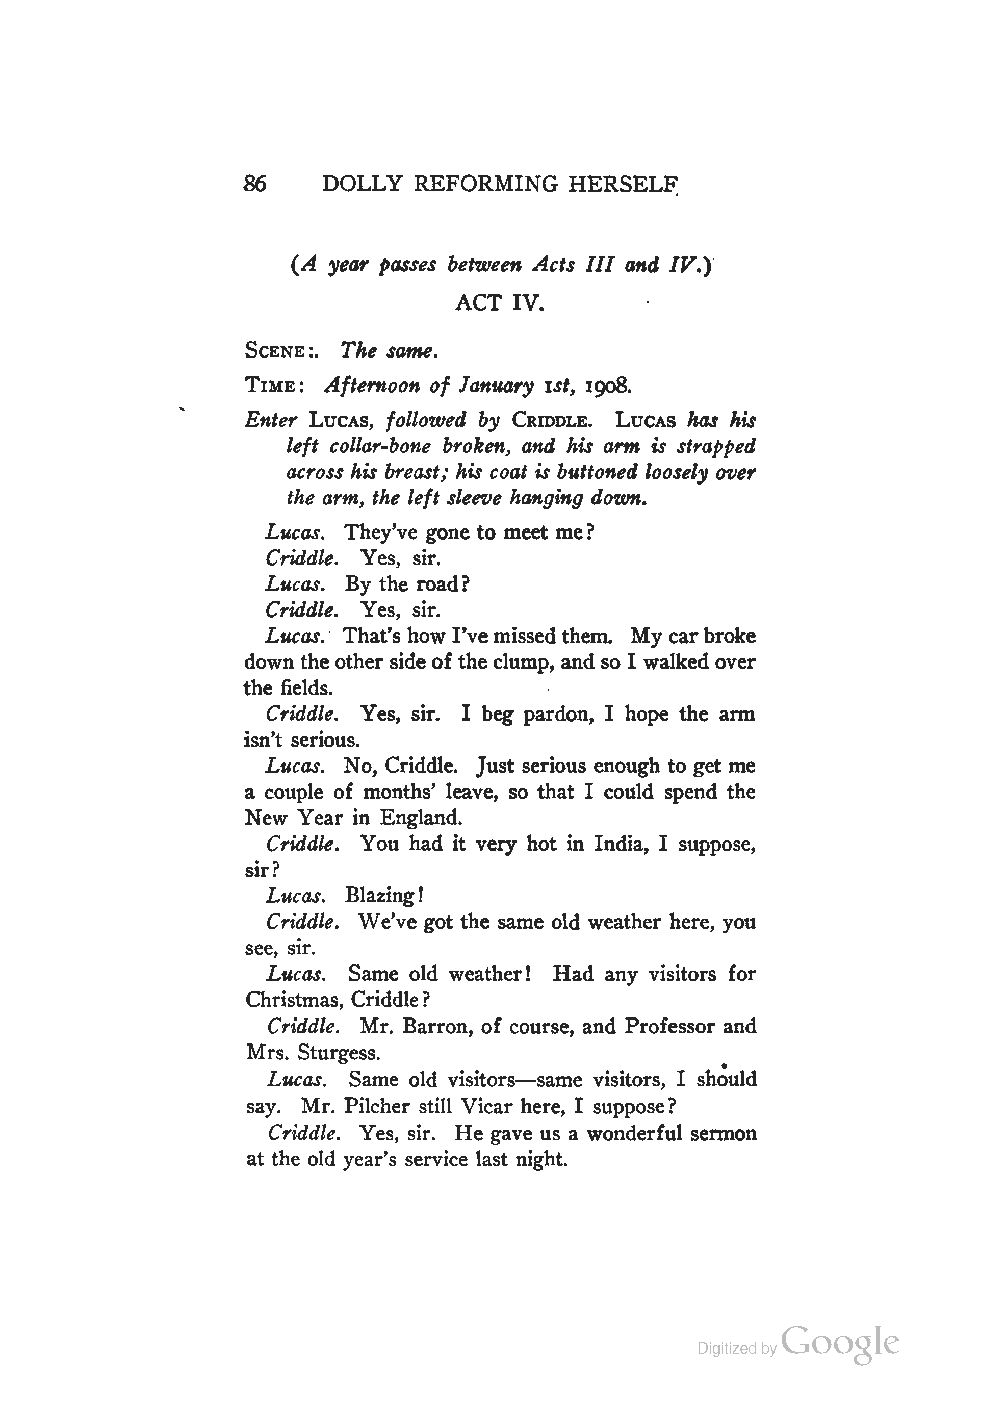 86 DOLLY REFORMING HERSELF
(A year passes between Acts III and IV.)
ACT IV.
SCENE:. The same.
TIME: Afternoon of January 1st, 1908.
Enter LUCAS, followed by CRIDDLE. LUCAS has his
left collar-bone broken, and his arm is strapped
across his breast; his coat is buttoned loosely over
the arm, the left sleeve hanging down.
Lucas. They've gone to meet me?
Criddle. Yes, sir.
Lucas. By the road?
Criddle. Yes, sir.
Lucas. That's how I've missed them. My car broke
down the other side of the clump, and so I walked over
the fields.
Criddle. Yes, sir. I beg pardon, I hope the arm
isn't serious.
Lucas. No, Criddle. Just serious enough to get me
a couple of months' leave, so that I could spend the
New Year in England.
Criddle. You had it very hot in India, I suppose,
sir?
Lucas. Blazing!
Criddle. We've got the same old weather here, you
see, sir.
Lucas. Same old weather! Had any visitors for
Christmas, Criddle?
Criddle. Mr. Barron, of course, and Professor and
Mrs. Sturgess.
Lucas. Same old visitors—same visitors, I should
say. Mr. Pilcher still Vicar here, I suppose?
Criddle. Yes, sir. He gave us a wonderful sermon
at the old year's service last night.
Digitized by Google